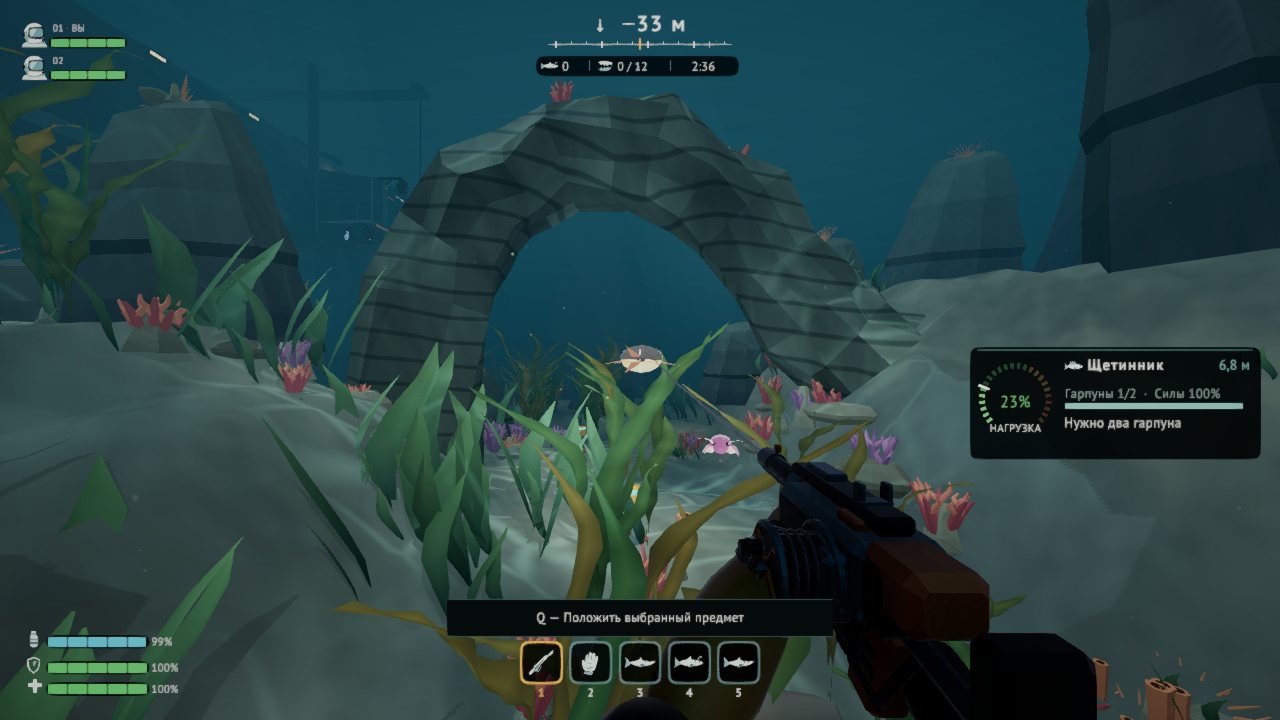 01 · ВЫ
02
−33 м
0
0 / 12
2:36
Щетинник
6,8 м
23%
НАГРУЗКА
Гарпуны 1/2 · Силы 100%
Нужно два гарпуна
Q — Положить выбранный предмет
99%
100%
100%
1
2
3
4
5